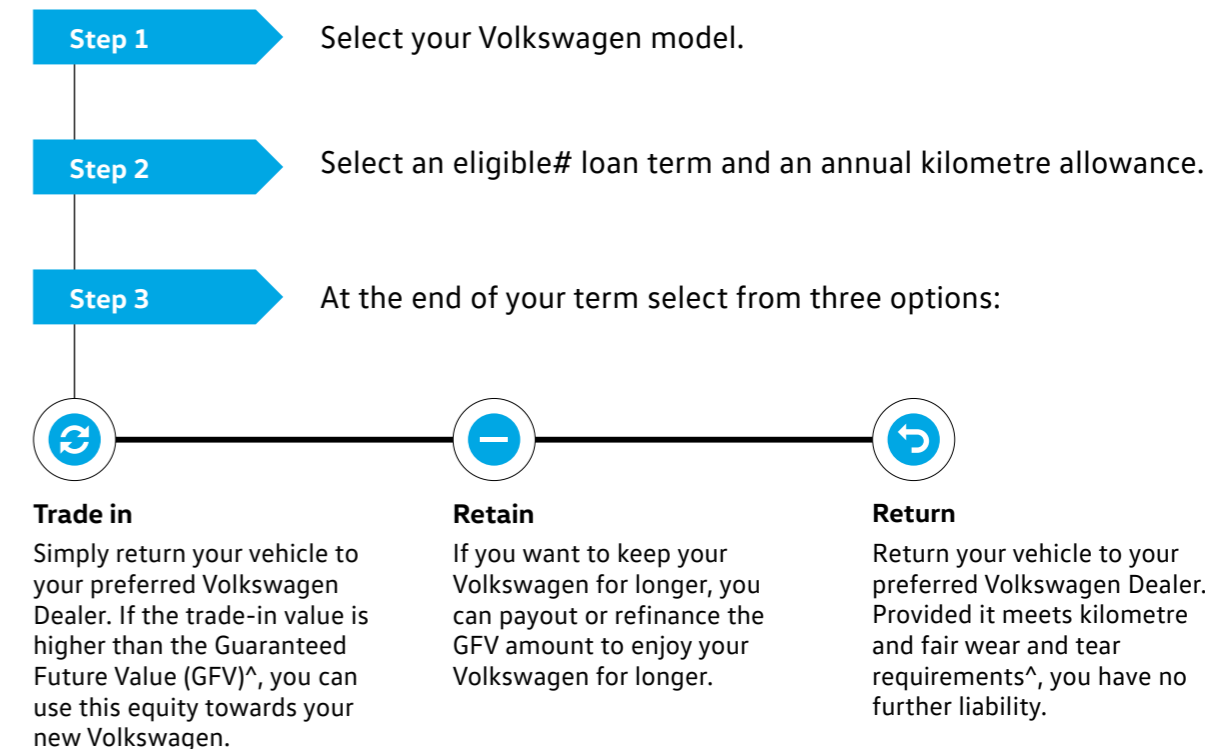 Step 1
Select your Volkswagen model.
Step 2
Select an eligible# loan term and an annual kilometre allowance.
Step 3
At the end of your term select from three options:
Trade in
Simply return your vehicle to
your preferred Volkswagen
Dealer. If the trade-in value is
higher than the Guaranteed
Future Value (GFV)^, you can
use this equity towards your
new Volkswagen.
Retain
If you want to keep your
Volkswagen for longer, you
can payout or refinance the
GFV amount to enjoy your
Volkswagen for longer.
Return
Return your vehicle to your
preferred Volkswagen Dealer.
Provided it meets kilometre
and fair wear and tear
requirements^, you have no
further liability.